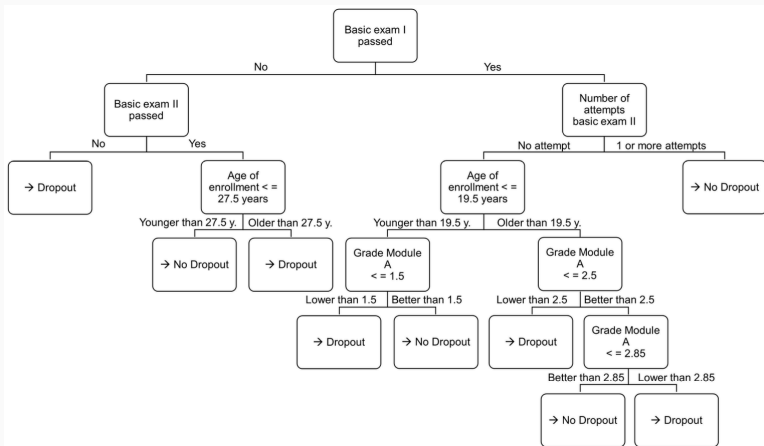 Basic exam I
passed
No
Yes
Basic exam II
passed
Number of
attempts
basic exam II
No
Yes
No attempt
1 or more attempts
→ Dropout
Age of
enrollment < =
27.5 years
Age of
enrollment < =
19.5 years
→ No Dropout
Younger than 27.5 y.
Older than 27.5 y.
Younger than 19.5 y.
Older than 19.5 y.
→ No Dropout
→ Dropout
Grade Module
A
< = 1.5
Grade Module
A
< = 2.5
Lower than 1.5
Better than 1.5
Lower than 2.5
Better than 2.5
→ Dropout
→ No Dropout
→ Dropout
Grade Module
A
< = 2.85
Better than 2.85
Lower than 2.85
→ No Dropout
→ Dropout